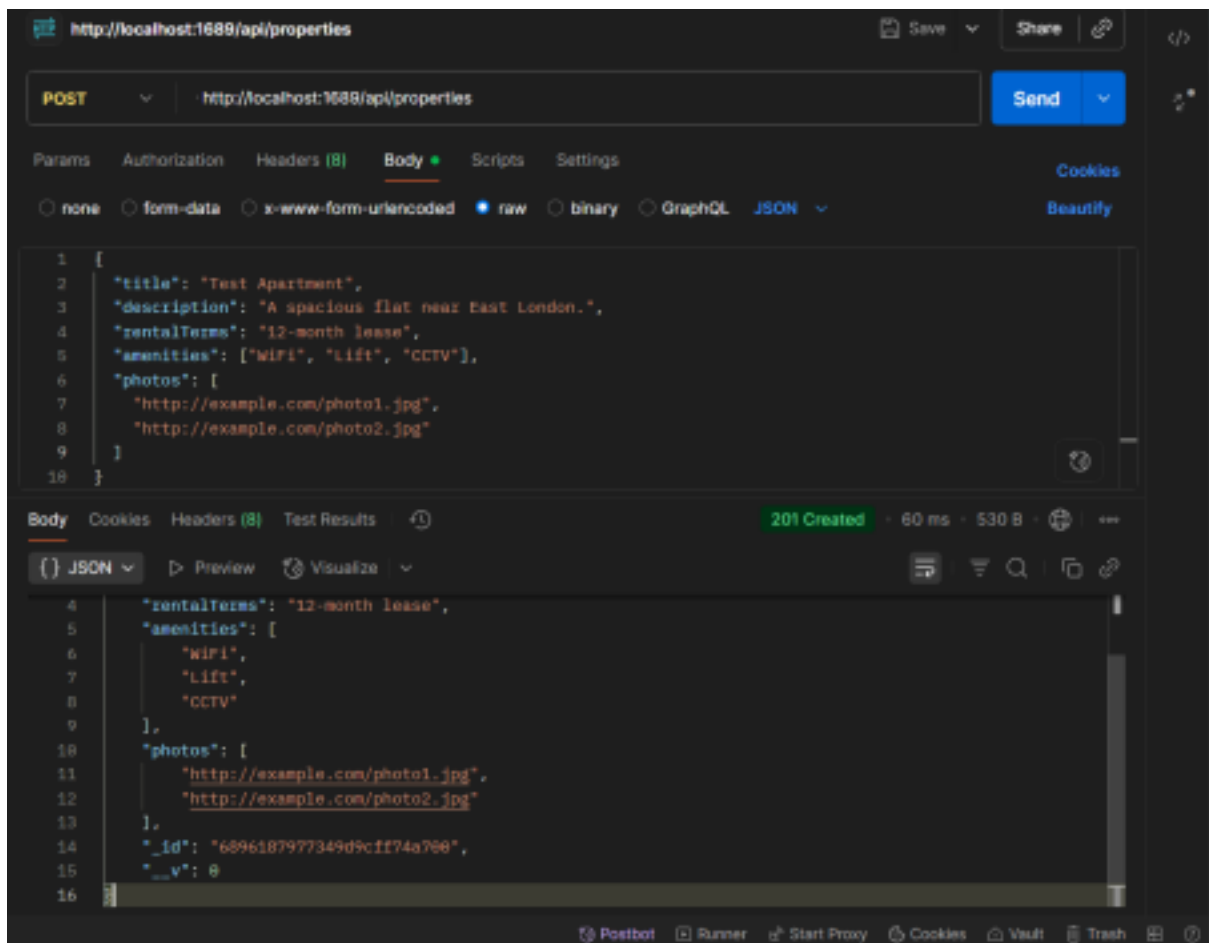 http://localhost:1689/api/properties
Save
Share
POST
http://localhost:1689/api/properties
Send
Params Authorization Headers (8) Body Scripts Settings
Cookies
none form-data x-www-form-urlencoded raw binary GraphQL JSON
Beautify
1 {
2 "title": "Test Apartment",
3 "description": "A spacious flat near East London.",
4 "rentalTerms": "12-month lease",
5 "amenities": ["WiFi", "Lift", "CCTV"],
6 "photos": [
7 "http://example.com/photo1.jpg",
8 "http://example.com/photo2.jpg"
9 ]
10 }
Body Cookies Headers (8) Test Results
201 Created 60 ms 530 B
{} JSON Preview Visualize
4 "rentalTerms": "12-month lease",
5 "amenities": [
6 "WiFi",
7 "Lift",
8 "CCTV"
9 ],
10 "photos": [
11 "http://example.com/photo1.jpg",
12 "http://example.com/photo2.jpg"
13 ],
14 "_id":
15 "__v": 0
16
Postbot Runner Start Proxy Cookies Vault Trash